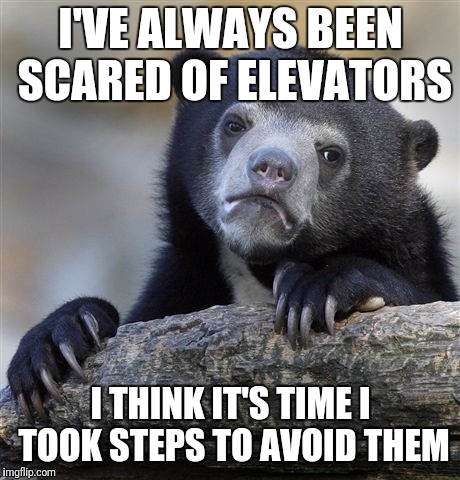 I'VE ALWAYS BEEN
SCARED OF ELEVATORS
I THINK IT'S TIME I
TOOK STEPS TO AVOID THEM
imgflip.com